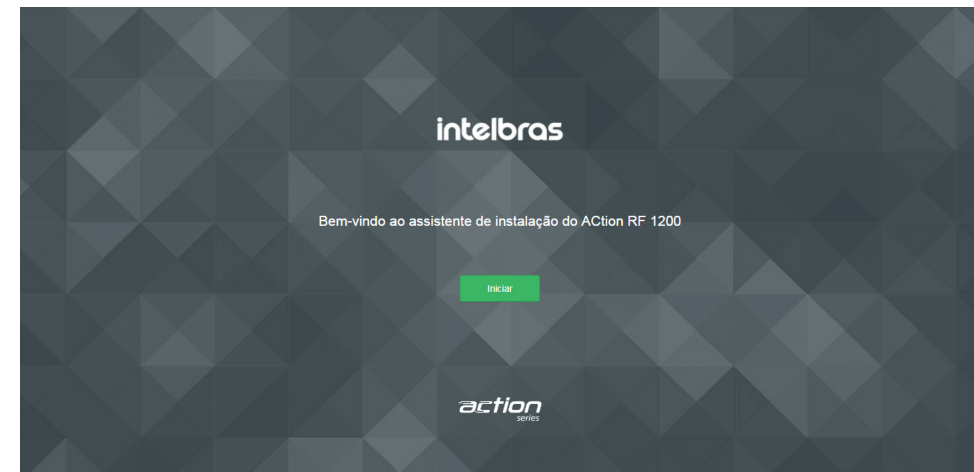 intelbras
Bem-vindo ao assistente de instalação do ACtion RF 1200
Iniciar
action
series